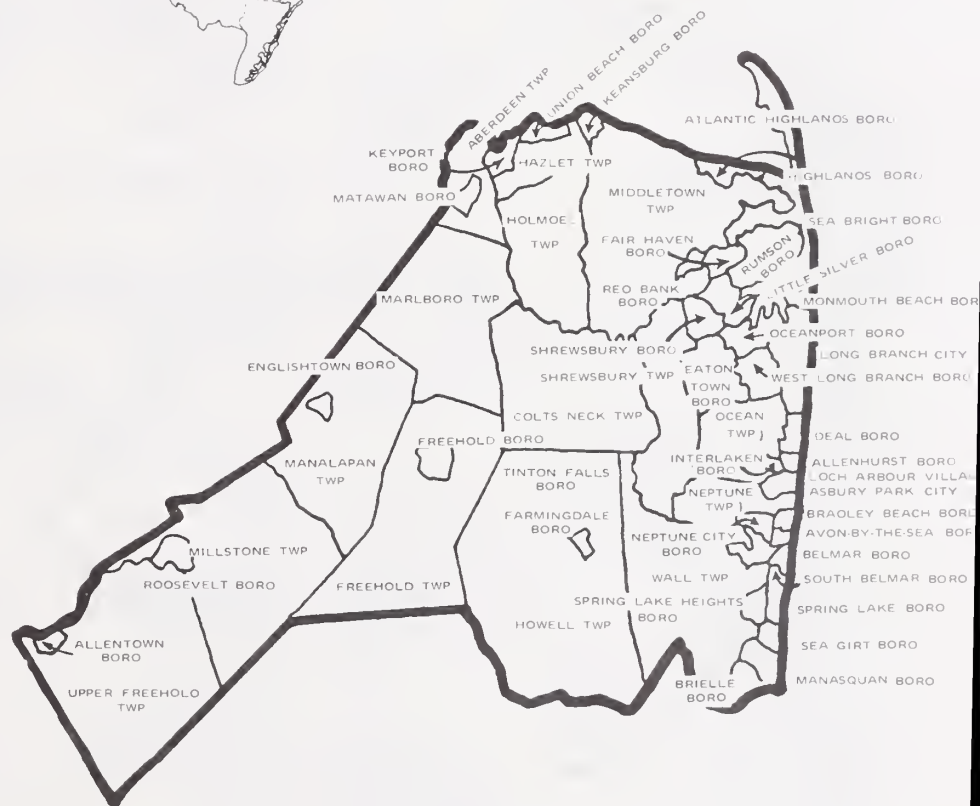 ABERDEEN TWP
UNION BEACH BORO
KEANSBURG BORO
ATLANTIC HIGHLANDS BORO
KEYPORT
BORO
HAZLET TWP
HIGHLANDS BORO
MATAWAN BORO
MIDDLETOWN
TWP
HOLMDEL
TWP
SEA BRIGHT BORO
FAIR HAVEN
BORO
RUMSON
BORO
LITTLE SILVER BORO
RED BANK
BORO
MARLBORO TWP
MONMOUTH BEACH BOR
OCEANPORT BORO
SHREWSBURY BORO
LONG BRANCH CITY
ENGLISHTOWN BORO
SHREWSBURY TWP
EATON
TOWN
BORO
WEST LONG BRANCH BORO
COLTS NECK TWP
OCEAN
TWP
DEAL BORO
FREEHOLD BORO
MANALAPAN
TWP
INTERLAKEN
BORO
ALLENHURST BORO
LOCH ARBOUR VILLA
TINTON FALLS
BORO
NEPTUNE
TWP
ASBURY PARK CITY
FARMINGDALE
BORO
BRADLEY BEACH BORO
NEPTUNE CITY
BORO
AVON-BY-THE-SEA BOR
MILLSTONE TWP
BELMAR BORO
ROOSEVELT BORO
FREEHOLD TWP
WALL TWP
SOUTH BELMAR BORO
SPRING LAKE HEIGHTS
BORO
SPRING LAKE BORO
HOWELL TWP
ALLENTOWN
BORO
SEA GIRT BORO
UPPER FREEHOLD
TWP
BRIELLE
BORO
MANASQUAN BORO